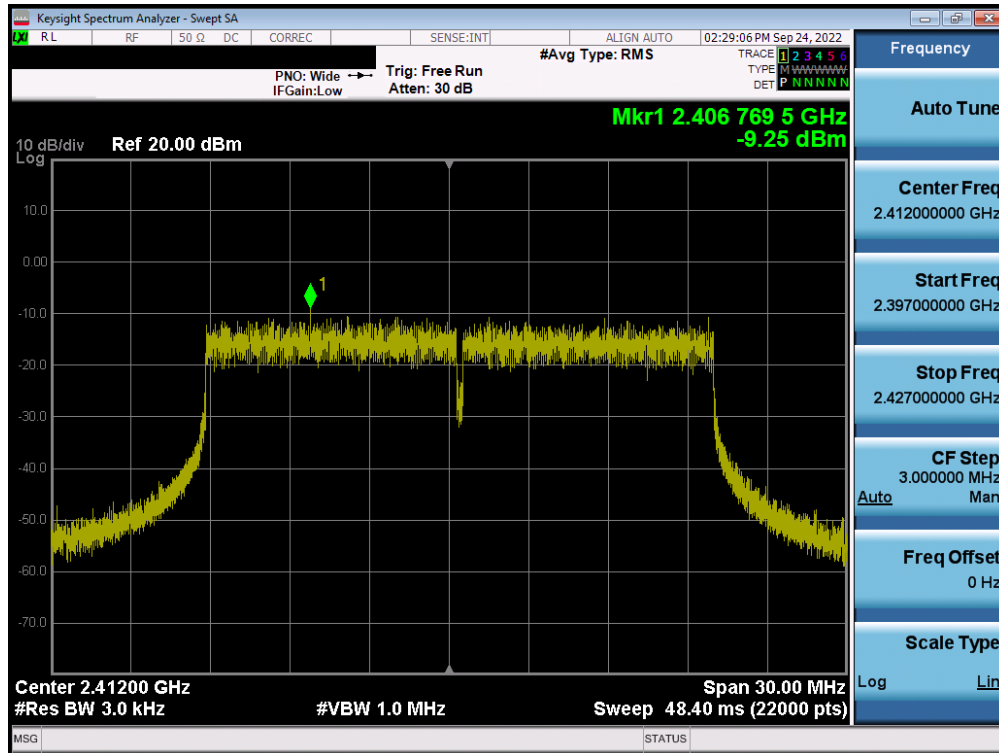 Keysight Spectrum Analyzer - Swept SA
LXI RL RF 50 Ω DC CORREC SENSE:INT ALIGN AUTO 02:29:06 PM Sep 24, 2022
#Avg Type: RMS
TRACE 1 2 3 4 5 6
PNO: Wide Trig: Free Run
TYPE M WWWWW
IFGain:Low Atten: 30 dB
DET P N N N N N
Mkr1 2.406 769 5 GHz
-9.25 dBm
10 dB/div Ref 20.00 dBm
Log
1
10.0
0.00
-10.0
-20.0
-30.0
-40.0
-50.0
-60.0
-70.0
Center 2.41200 GHz Span 30.00 MHz
#Res BW 3.0 kHz #VBW 1.0 MHz Sweep 48.40 ms (22000 pts)
MSG STATUS
Frequency
Auto Tune
Center Freq
2.412000000 GHz
Start Freq
2.397000000 GHz
Stop Freq
2.427000000 GHz
CF Step
3.000000 MHz
Auto Man
Freq Offset
0 Hz
Scale Type
Log Lin